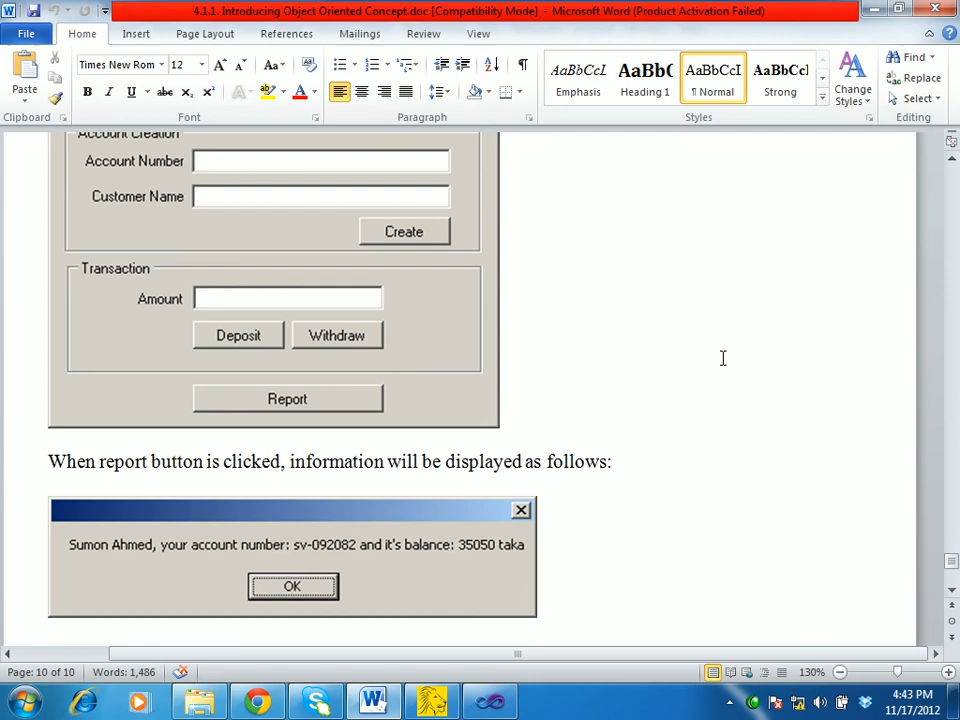 4.1.1. Introducing Object Oriented Concept.doc [Compatibility Mode] - Microsoft Word (Product Activation Failed)
File Home Insert Page Layout References Mailings Review View
Paste
Times New Rom 12 Aa
AaBbCcI AaBbC AaBbCcI AaBbCcI
Emphasis Heading 1 ¶ Normal Strong
Change Styles
Find
Replace
Select
Clipboard Font Paragraph Styles Editing
Account Creation
Account Number
Customer Name
Create
Transaction
Amount
Deposit Withdraw
Report
When report button is clicked, information will be displayed as follows:
Sumon Ahmed, your account number: sv-092082 and it's balance: 35050 taka
OK
Page: 10 of 10 Words: 1,486 130%
4:43 PM
11/17/2012